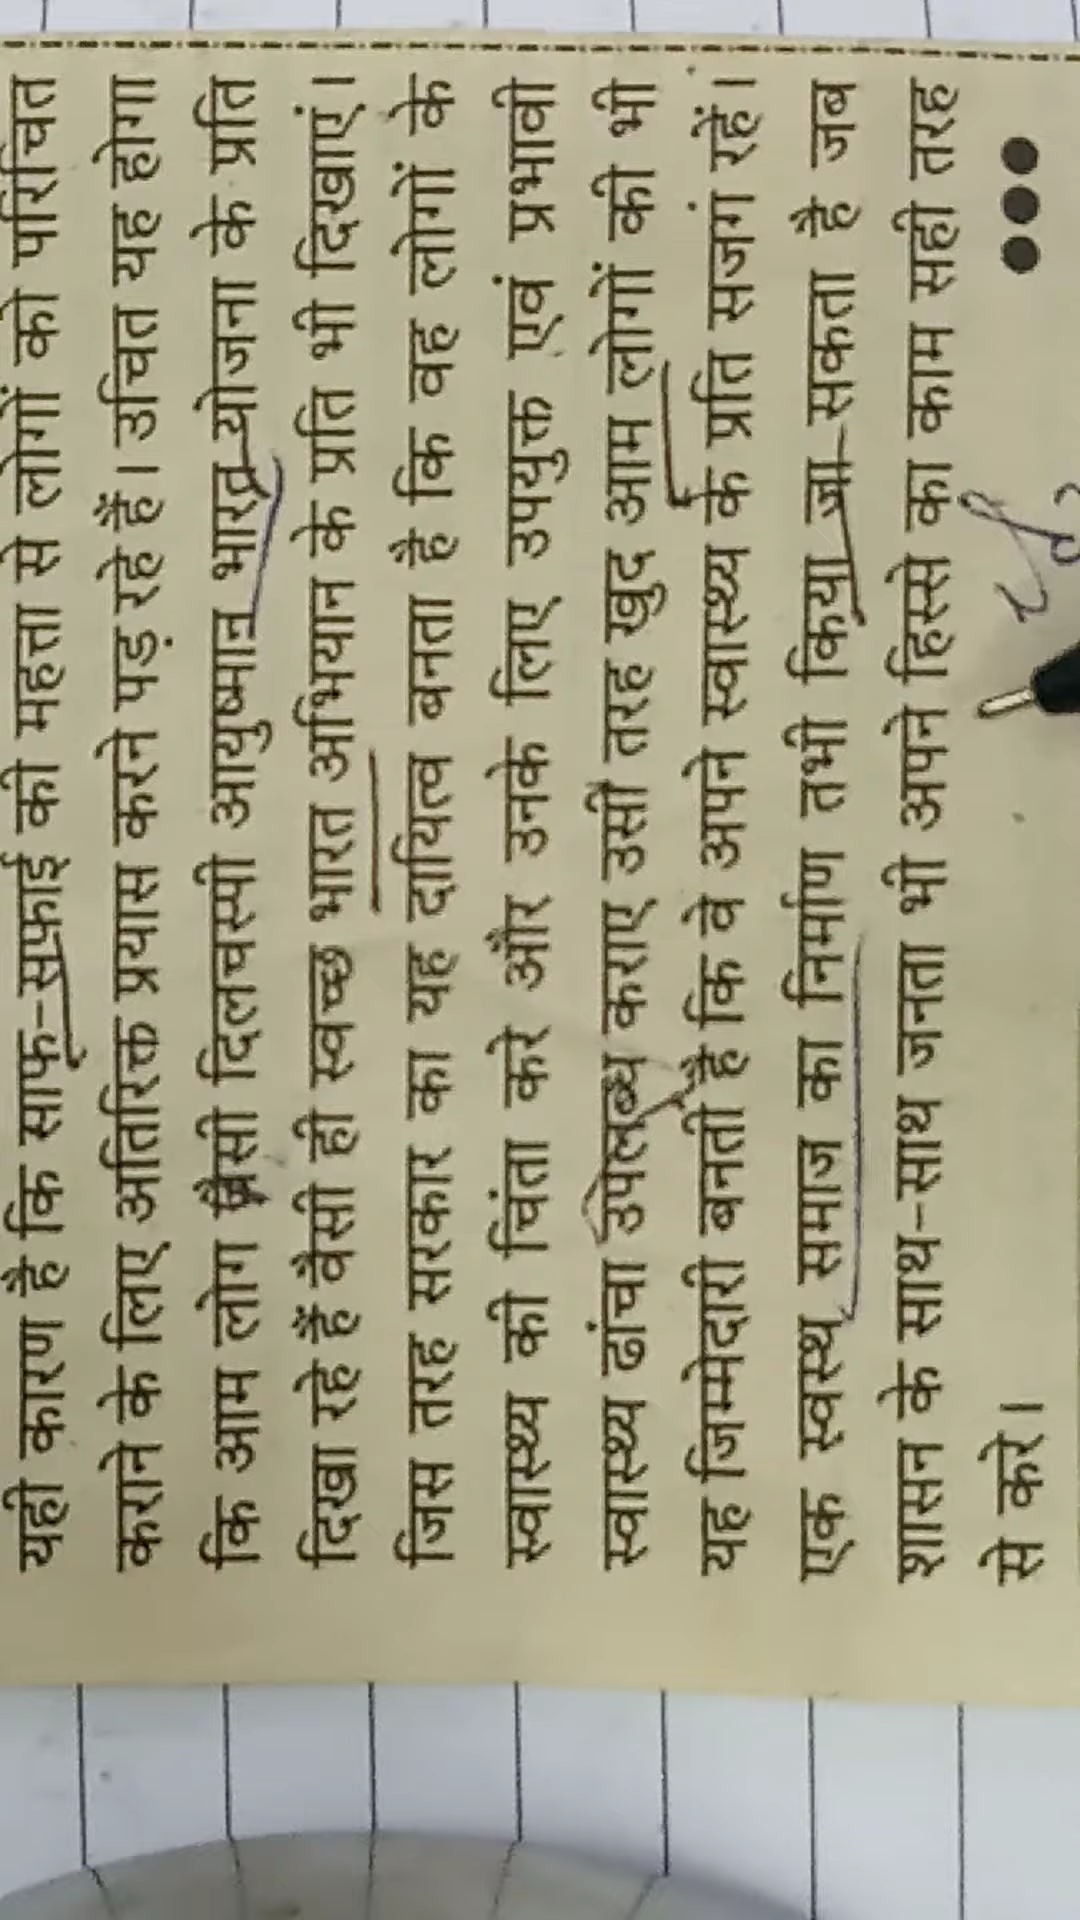 यही कारण है कि साफ-सफाई की महत्ता से लोगों को परिचित
कराने के लिए अतिरिक्त प्रयास करने पड़ रहे हैं। उचित यह होगा
कि आम लोग जैसी दिलचस्पी आयुष्मान भारत योजना के प्रति
दिखा रहे हैं वैसी ही स्वच्छ भारत अभियान के प्रति भी दिखाएं।
जिस तरह सरकार का यह दायित्व बनता है कि वह लोगों के
स्वास्थ्य की चिंता करे और उनके लिए उपयुक्त एवं प्रभावी
स्वास्थ्य ढांचा उपलब्ध कराए उसी तरह खुद आम लोगों की भी
यह जिम्मेदारी बनती है कि वे अपने स्वास्थ्य के प्रति सजग रहें।
एक स्वस्थ समाज का निर्माण तभी किया जा सकता है जब
शासन के साथ-साथ जनता भी अपने हिस्से का काम सही तरह
से करे।